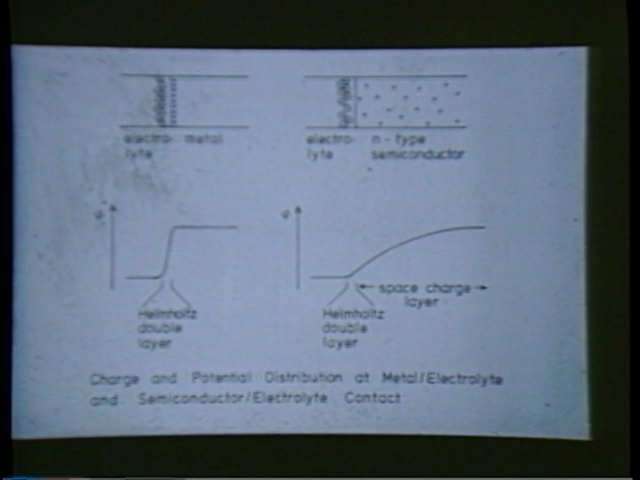 electro- metal
lyte
electro- n-type
lyte semiconductor
φ
φ
space charge
layer
Helmholtz
double
layer
Helmholtz
double
layer
Charge and Potential Distribution at Metal/Electrolyte
and Semiconductor/Electrolyte Contact